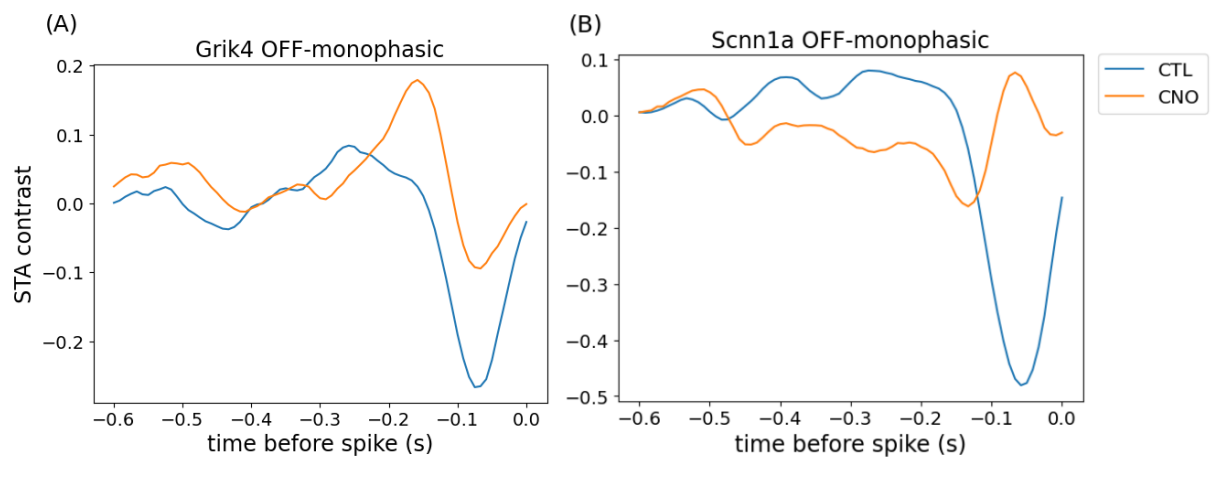 (A)
Grik4 OFF-monophasic
0.2
0.1
0.0
−0.1
−0.2
STA contrast
−0.6 −0.5 −0.4 −0.3 −0.2 −0.1 0.0
time before spike (s)
(B)
Scnn1a OFF-monophasic
0.1
0.0
−0.1
−0.2
−0.3
−0.4
−0.5
−0.6 −0.5 −0.4 −0.3 −0.2 −0.1 0.0
time before spike (s)
CTL
CNO